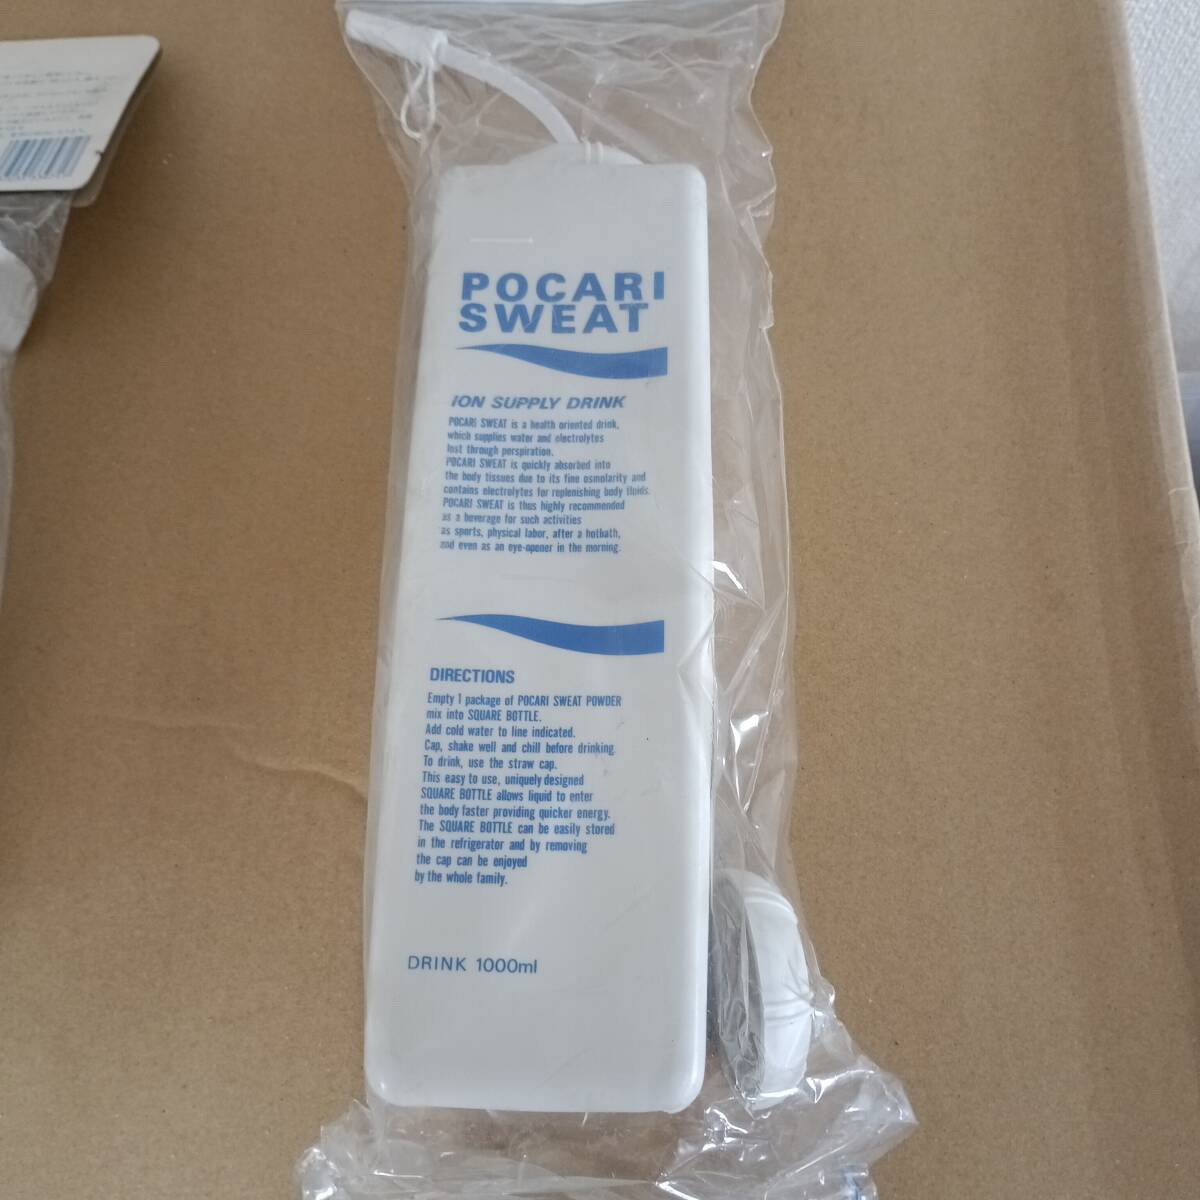 POCARI
SWEAT
ION SUPPLY DRINK
POCARI SWEAT is a health oriented drink,
which supplies water and electrolytes
lost through perspiration.
POCARI SWEAT is quickly absorbed into
the body tissues due to its fine osmolarity and
contains electrolytes for replenishing body fluids.
POCARI SWEAT is thus highly recommended
as a beverage for such activities
as sports, physical labor, after a hotbath,
and even as an eye-opener in the morning.
DIRECTIONS
Empty 1 package of POCARI SWEAT POWDER
mix into SQUARE BOTTLE.
Add cold water to line indicated.
Cap, shake well and chill before drinking.
To drink, use the straw cap.
This easy to use, uniquely designed
SQUARE BOTTLE allows liquid to enter
the body faster providing quicker energy.
The SQUARE BOTTLE can be easily stored
in the refrigerator and by removing
the cap can be enjoyed
by the whole family.
DRINK 1000ml